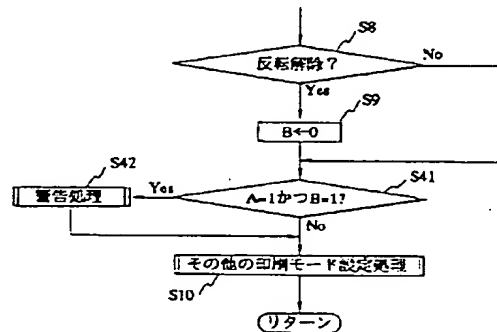 S8
反転解除?
No
Yes
S9
B←0
S42
S41
警告処理
Yes
A=1かつB=1?
No
その他の印刷モード設定処理
S10
リターン